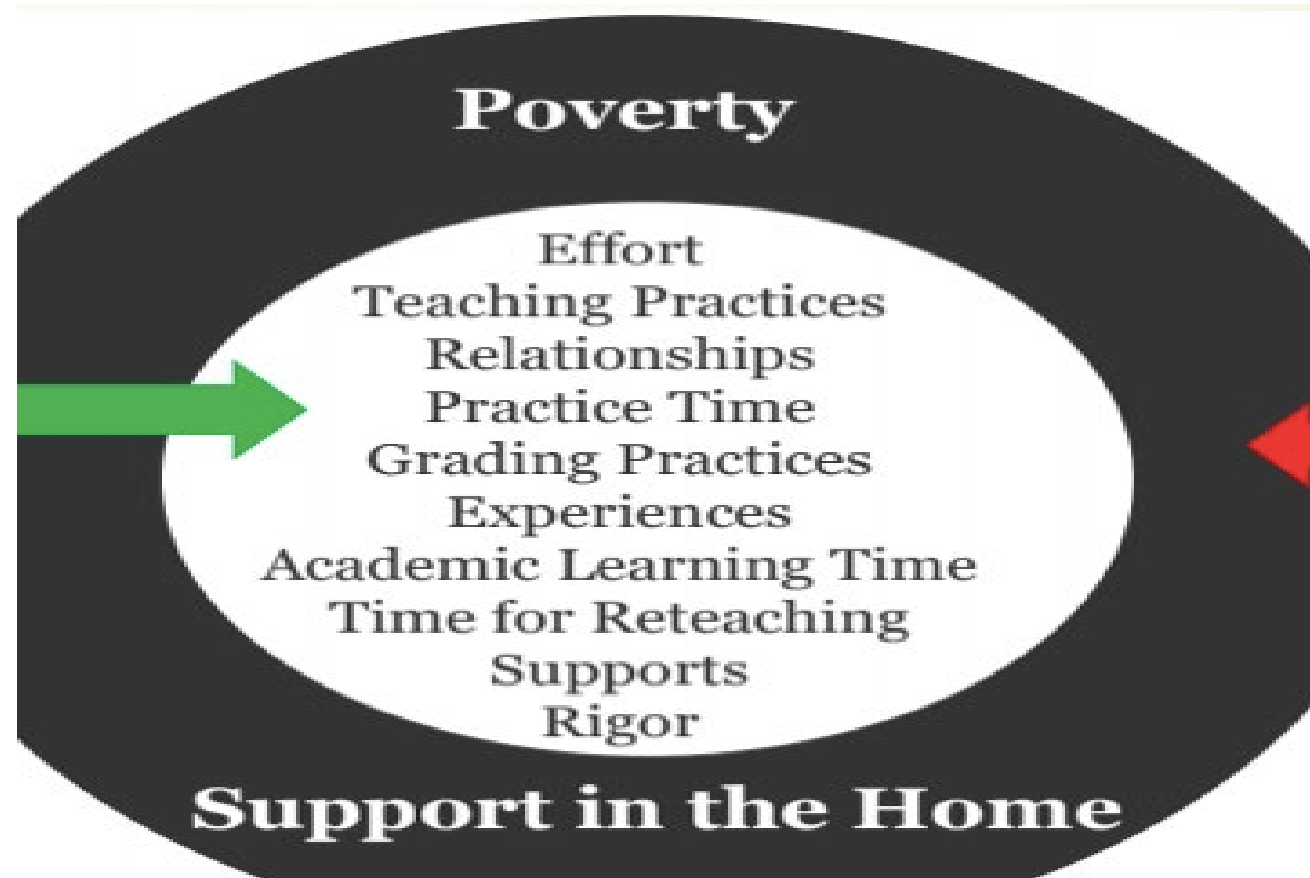 Poverty
Effort
Teaching Practices
Relationships
Practice Time
Grading Practices
Experiences
Academic Learning Time
Time for Reteaching
Supports
Rigor
Support in the Home